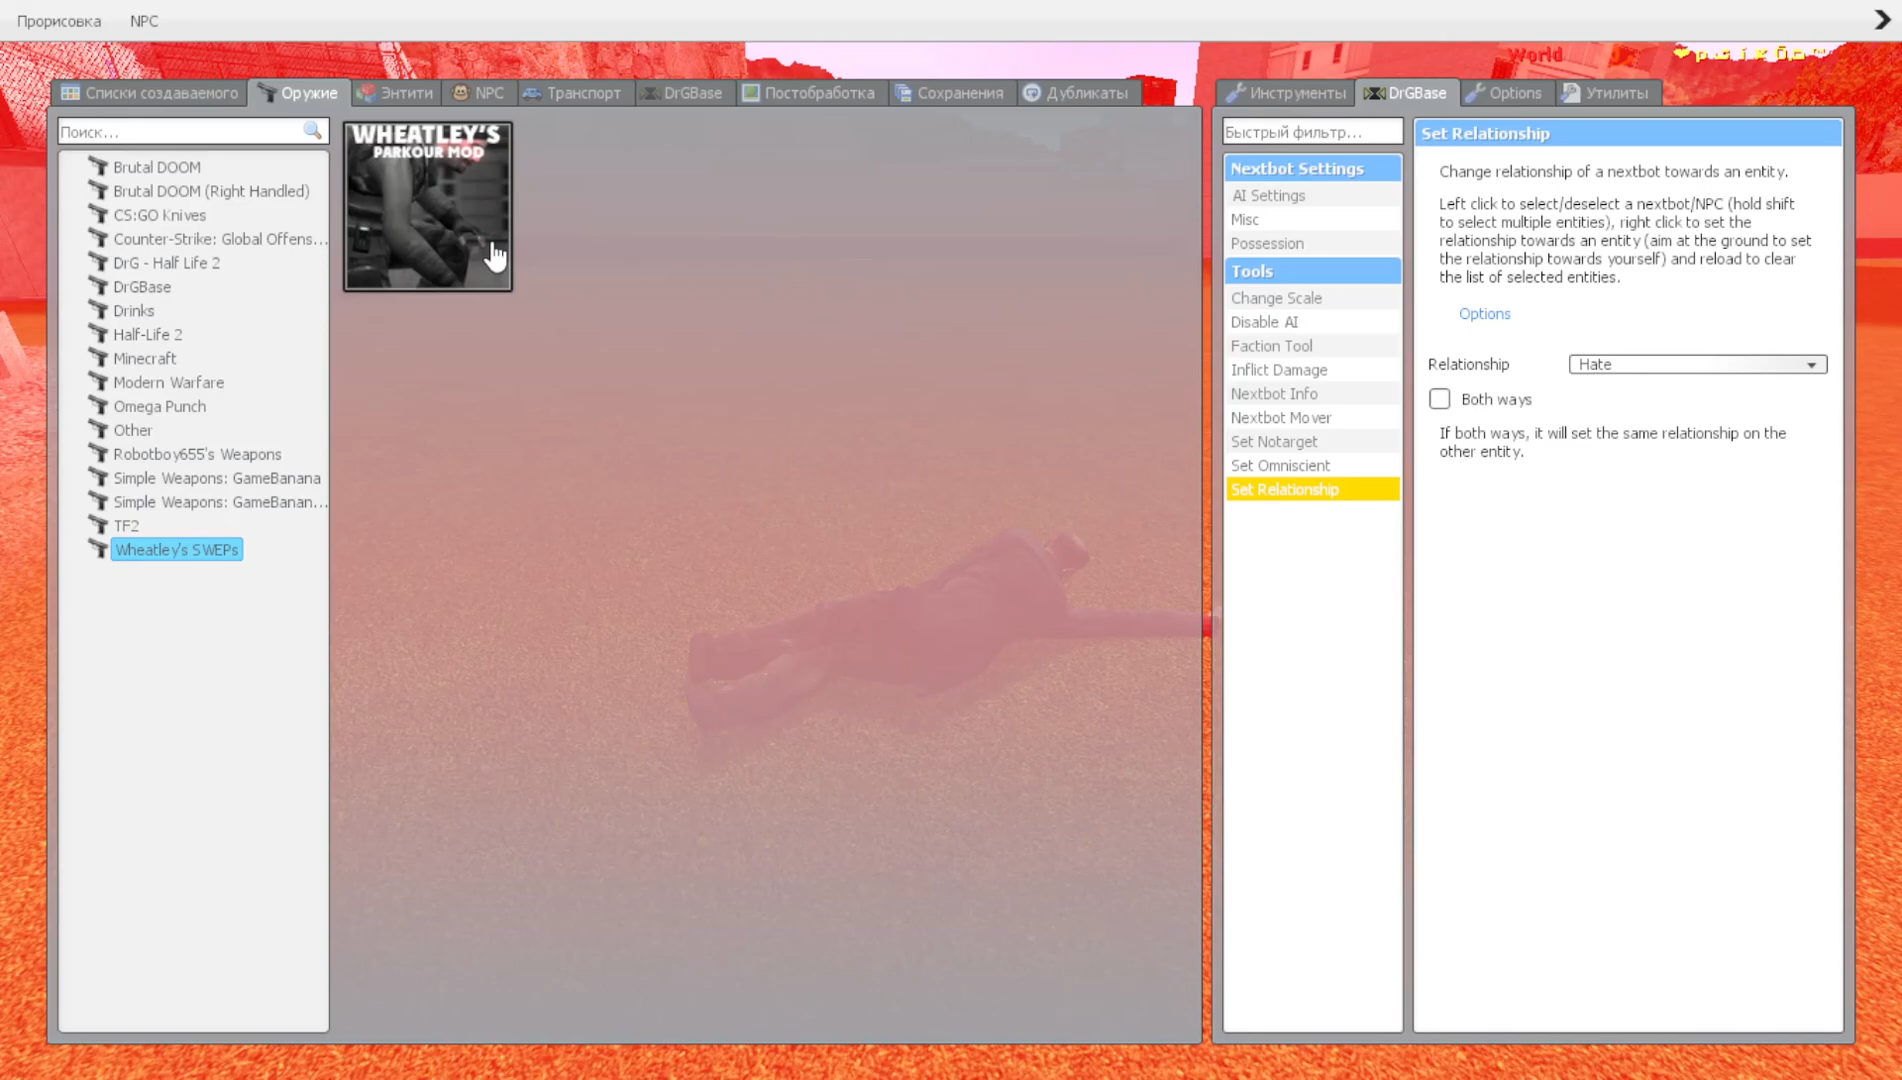 Прорисовка NPC
World
Списки создаваемого Оружие Энтити NPC Транспорт DrGBase Постобработка Сохранения Дубликаты
Инструменты DrGBase Options Утилиты
Поиск...
Brutal DOOM
Brutal DOOM (Right Handled)
CS:GO Knives
Counter-Strike: Global Offens...
DrG - Half Life 2
DrGBase
Drinks
Half-Life 2
Minecraft
Modern Warfare
Omega Punch
Other
Robotboy655's Weapons
Simple Weapons: GameBanana
Simple Weapons: GameBanan...
TF2
Wheatley's SWEPs
WHEATLEY'S
PARKOUR MOD
Быстрый фильтр...
Nextbot Settings
AI Settings
Misc
Possession
Tools
Change Scale
Disable AI
Faction Tool
Inflict Damage
Nextbot Info
Nextbot Mover
Set Notarget
Set Omniscient
Set Relationship
Set Relationship
Change relationship of a nextbot towards an entity.
Left click to select/deselect a nextbot/NPC (hold shift
to select multiple entities), right click to set the
relationship towards an entity (aim at the ground to set
the relationship towards yourself) and reload to clear
the list of selected entities.
Options
Relationship Hate
Both ways
If both ways, it will set the same relationship on the
other entity.